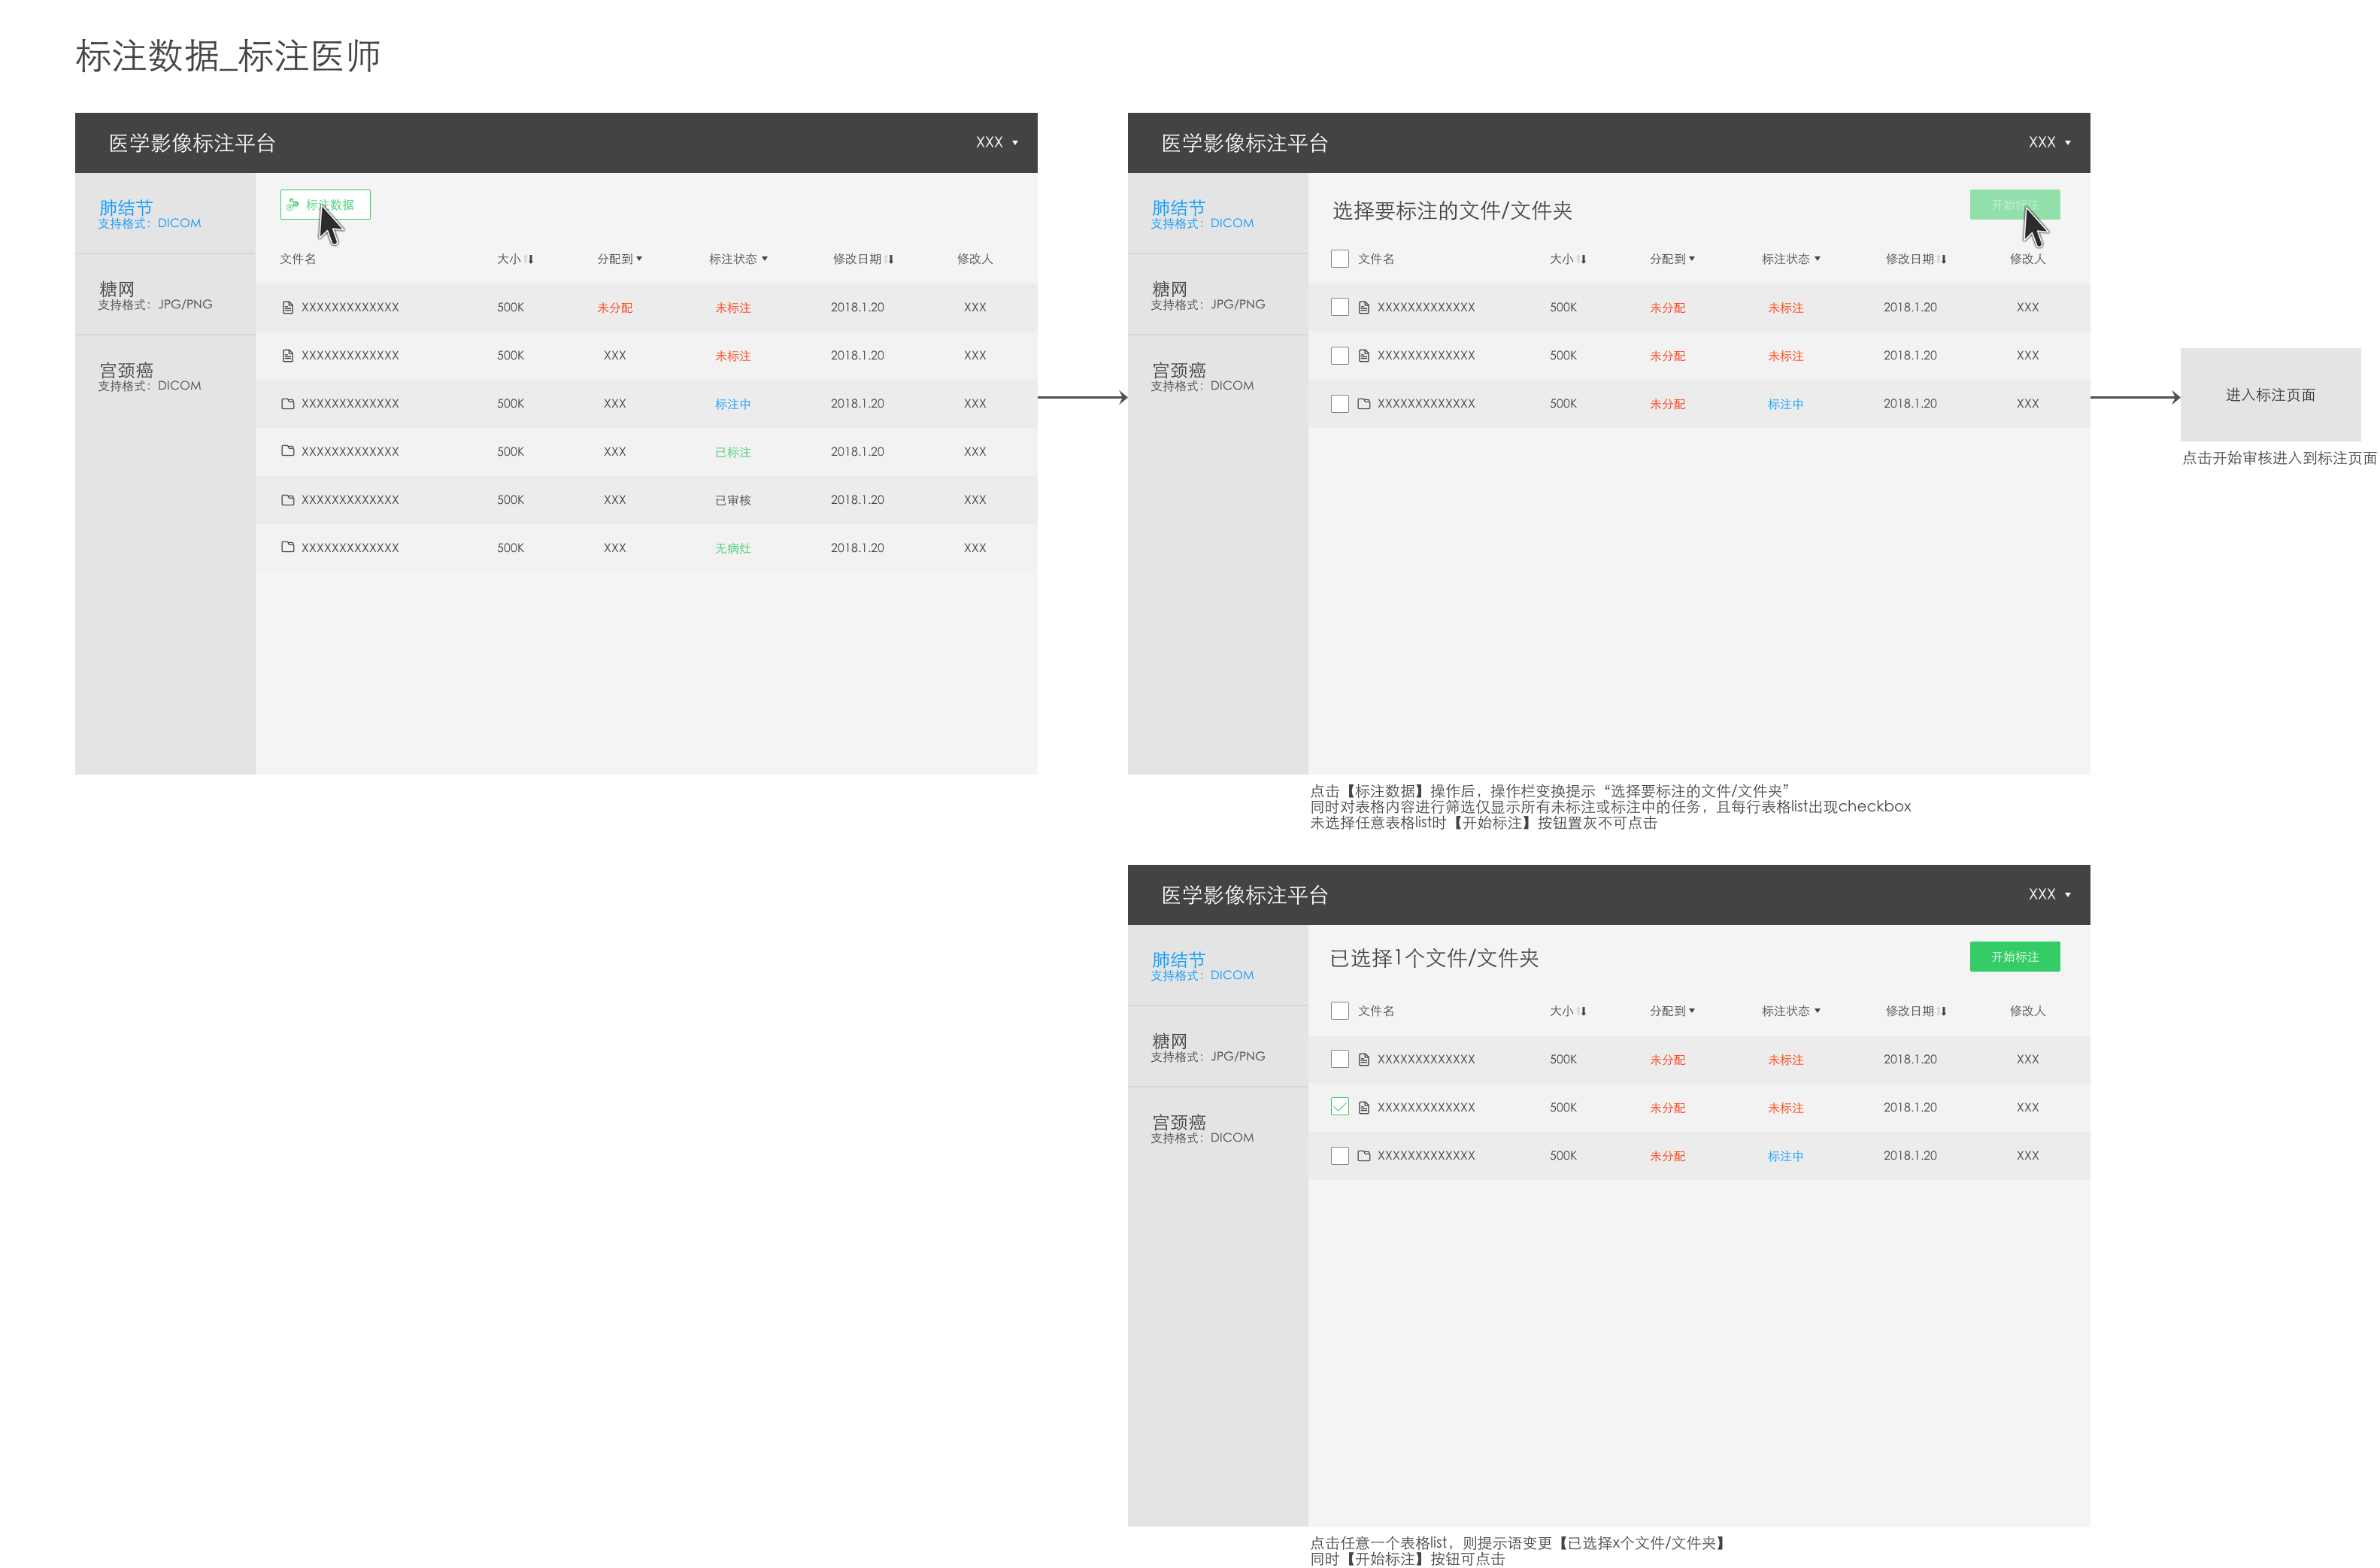 标注数据_标注医师
医学影像标注平台
XXX
肺结节
支持格式：DICOM
糖网
支持格式：JPG/PNG
宫颈癌
支持格式：DICOM
标注数据
文件名 大小 分配到 标注状态 修改日期 修改人
XXXXXXXXXXXXX 500K 未分配 未标注 2018.1.20 XXX
XXXXXXXXXXXXX 500K XXX 未标注 2018.1.20 XXX
XXXXXXXXXXXXX 500K XXX 标注中 2018.1.20 XXX
XXXXXXXXXXXXX 500K XXX 已标注 2018.1.20 XXX
XXXXXXXXXXXXX 500K XXX 已审核 2018.1.20 XXX
XXXXXXXXXXXXX 500K XXX 无病灶 2018.1.20 XXX
医学影像标注平台
XXX
肺结节
支持格式：DICOM
糖网
支持格式：JPG/PNG
宫颈癌
支持格式：DICOM
选择要标注的文件/文件夹
开始标注
文件名 大小 分配到 标注状态 修改日期 修改人
XXXXXXXXXXXXX 500K 未分配 未标注 2018.1.20 XXX
XXXXXXXXXXXXX 500K 未分配 未标注 2018.1.20 XXX
XXXXXXXXXXXXX 500K 未分配 标注中 2018.1.20 XXX
进入标注页面
点击开始审核进入到标注页面
点击【标注数据】操作后，操作栏变换提示“选择要标注的文件/文件夹”
同时对表格内容进行筛选仅显示所有未标注或标注中的任务，且每行表格list出现checkbox
未选择任意表格list时【开始标注】按钮置灰不可点击
医学影像标注平台
XXX
肺结节
支持格式：DICOM
糖网
支持格式：JPG/PNG
宫颈癌
支持格式：DICOM
已选择1个文件/文件夹
开始标注
文件名 大小 分配到 标注状态 修改日期 修改人
XXXXXXXXXXXXX 500K 未分配 未标注 2018.1.20 XXX
XXXXXXXXXXXXX 500K 未分配 未标注 2018.1.20 XXX
XXXXXXXXXXXXX 500K 未分配 标注中 2018.1.20 XXX
点击任意一个表格list，则提示语变更【已选择x个文件/文件夹】
同时【开始标注】按钮可点击